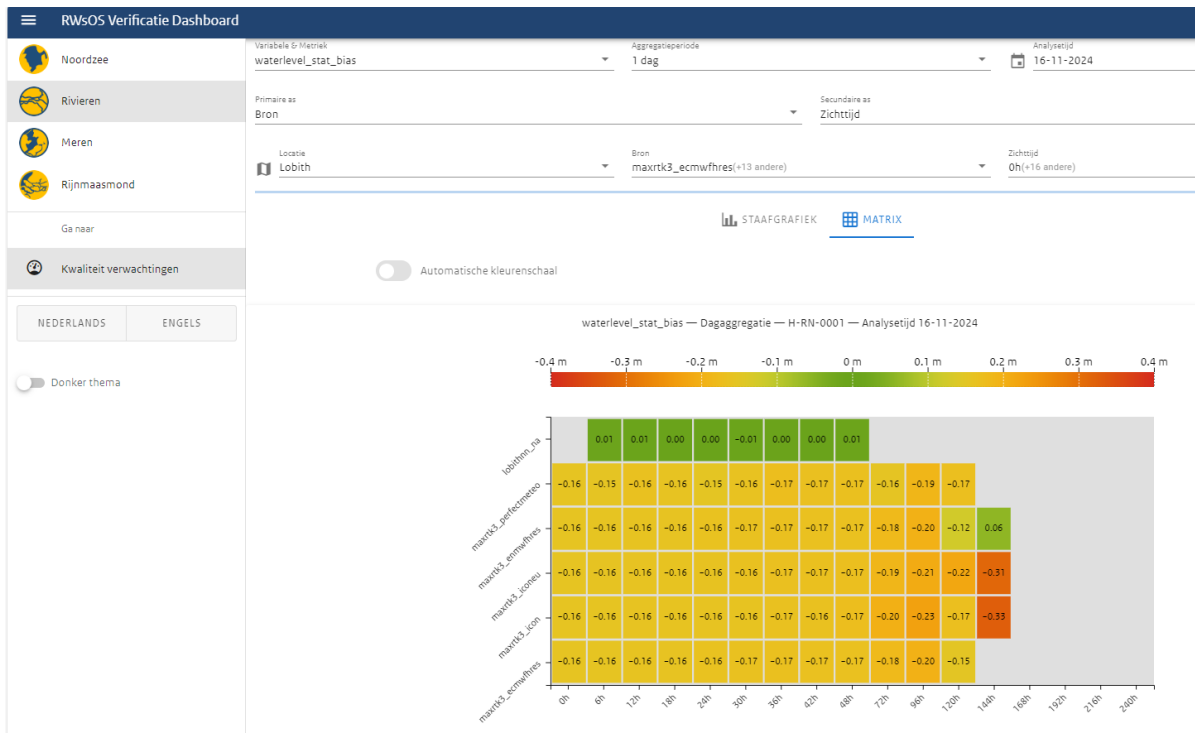 RWsOS Verificatie Dashboard
Noordzee
Rivieren
Meren
Rijnmaasmond
Ga naar
Kwaliteit verwachtingen
NEDERLANDS ENGELS
Donker thema
Variabele & Metriek Aggregatieperiode Analysetijd
waterlevel_stat_bias 1 dag 16-11-2024
Primaire as Secundaire as
Bron Zichttijd
Locatie Bron Zichttijd
Lobith maxrtk3_ecmwfhres(+13 andere) 0h(+16 andere)
STAAFGRAFIEK MATRIX
Automatische kleurenschaal
waterlevel_stat_bias — Dagaggregatie — H-RN-0001 — Analysetijd 16-11-2024
-0.4 m -0.3 m -0.2 m -0.1 m 0 m 0.1 m 0.2 m 0.3 m 0.4 m
lobithnn_na 0.01 0.01 0.00 0.00 −0.01 0.00 0.00 0.01
maxrtk3_perfectmeteo −0.16 −0.15 −0.16 −0.16 −0.15 −0.16 −0.17 −0.17 −0.17 −0.16 −0.19 −0.17
maxrtk3_enmwfhres −0.16 −0.16 −0.16 −0.16 −0.16 −0.17 −0.17 −0.17 −0.17 −0.18 −0.20 −0.12 0.06
maxrtk3_iconeu −0.16 −0.16 −0.16 −0.16 −0.16 −0.16 −0.17 −0.17 −0.17 −0.19 −0.21 −0.22 −0.31
maxrtk3_icon −0.16 −0.16 −0.16 −0.16 −0.16 −0.16 −0.17 −0.16 −0.17 −0.20 −0.23 −0.17 −0.33
maxrtk3_ecmwfhres −0.16 −0.16 −0.16 −0.16 −0.16 −0.17 −0.17 −0.17 −0.17 −0.18 −0.20 −0.15
0h 6h 12h 18h 24h 30h 36h 42h 48h 72h 96h 120h 144h 168h 192h 216h 240h